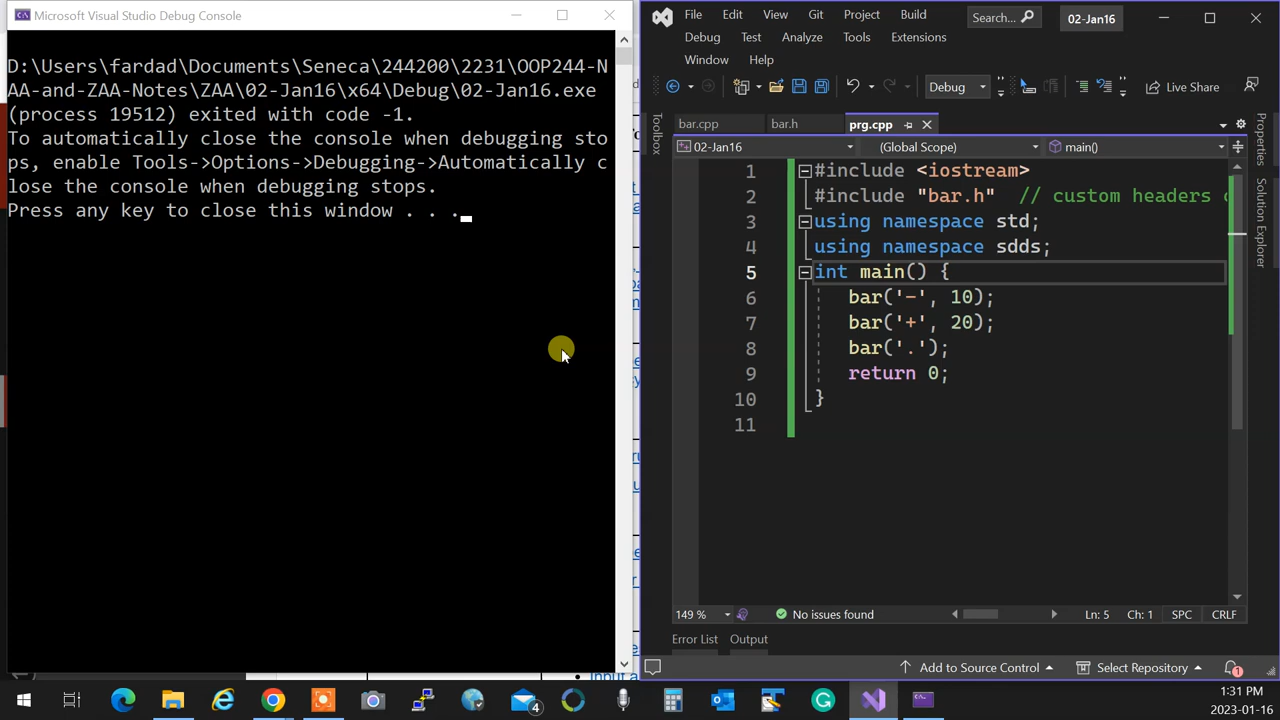 Microsoft Visual Studio Debug Console
D:\Users\fardad\Documents\Seneca\244200\2231\OOP244-N
AA-and-ZAA-Notes\ZAA\02-Jan16\x64\Debug\02-Jan16.exe
(process 19512) exited with code -1.
To automatically close the console when debugging sto
ps, enable Tools->Options->Debugging->Automatically c
lose the console when debugging stops.
Press any key to close this window . . .
File Edit View Git Project Build Search... 02-Jan16
Debug Test Analyze Tools Extensions
Window Help
Debug Live Share
bar.cpp bar.h prg.cpp
02-Jan16 (Global Scope) main()
1 #include <iostream>
2 #include "bar.h" // custom headers
3 using namespace std;
4 using namespace sdds;
5 int main() {
6 bar('-', 10);
7 bar('+', 20);
8 bar('.');
9 return 0;
10 }
11
149 % No issues found Ln: 5 Ch: 1 SPC CRLF
Error List Output
Add to Source Control Select Repository 1
Toolbox
Properties
Solution Explorer
4
1:31 PM
2023-01-16